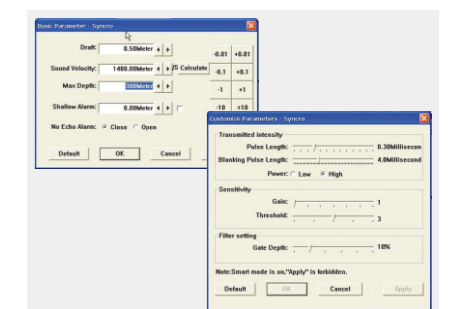 Basic Parameter - Syncro
Draft: 0.50Meter
-0.01 +0.01
Sound Velocity: 1480.00Meter /S Calculate
-0.1 +0.1
Max Depth: 300Meter
-1 +1
Shallow Alarm: 0.00Meter
-10 +10
No Echo Alarm: Close Open
Default OK Cancel
Customize Parameters - Syncro
Transmitted intensity
Pulse Length: 0.30Millisecon
Blanking Pulse Length: 4.0Millisecond
Power: Low High
Sensitivity
Gain: 1
Threshold: 3
Filter setting
Gate Depth: 10%
Note:Smart mode is on,"Apply" is forbidden.
Default OK Cancel Apply